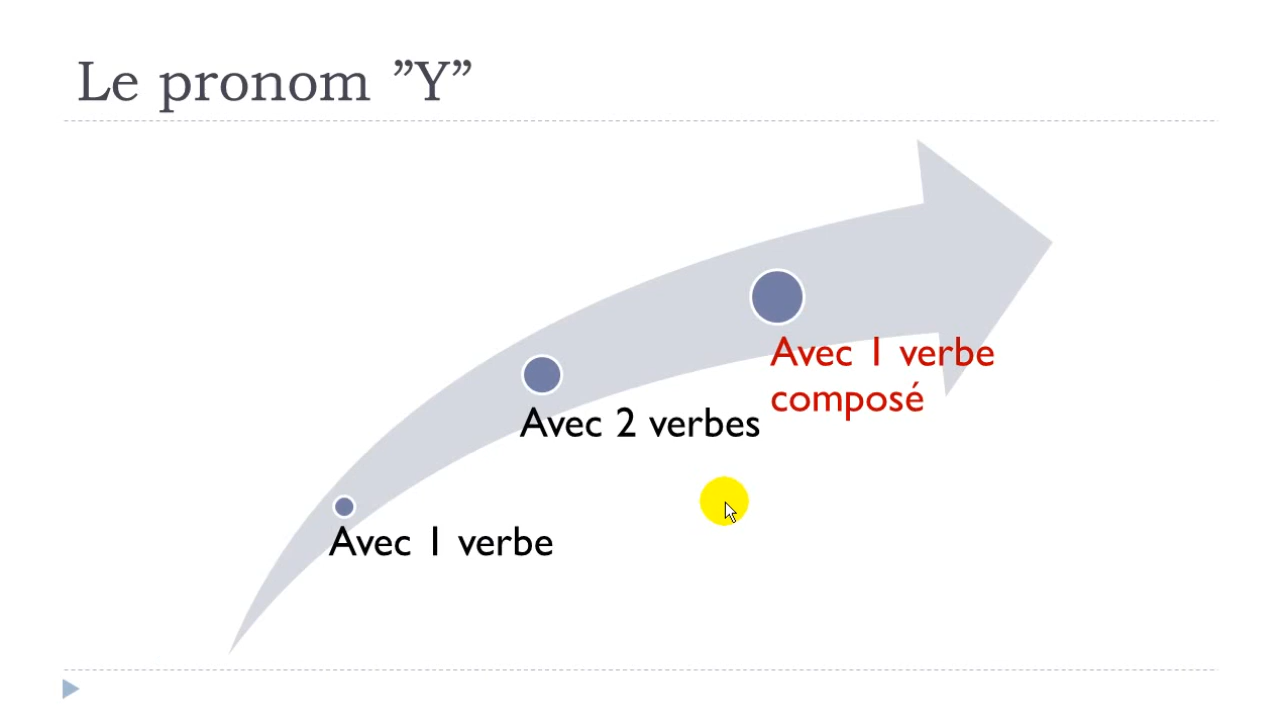 Le pronom ”Y”
Avec 1 verbe
composé
Avec 2 verbes
Avec 1 verbe